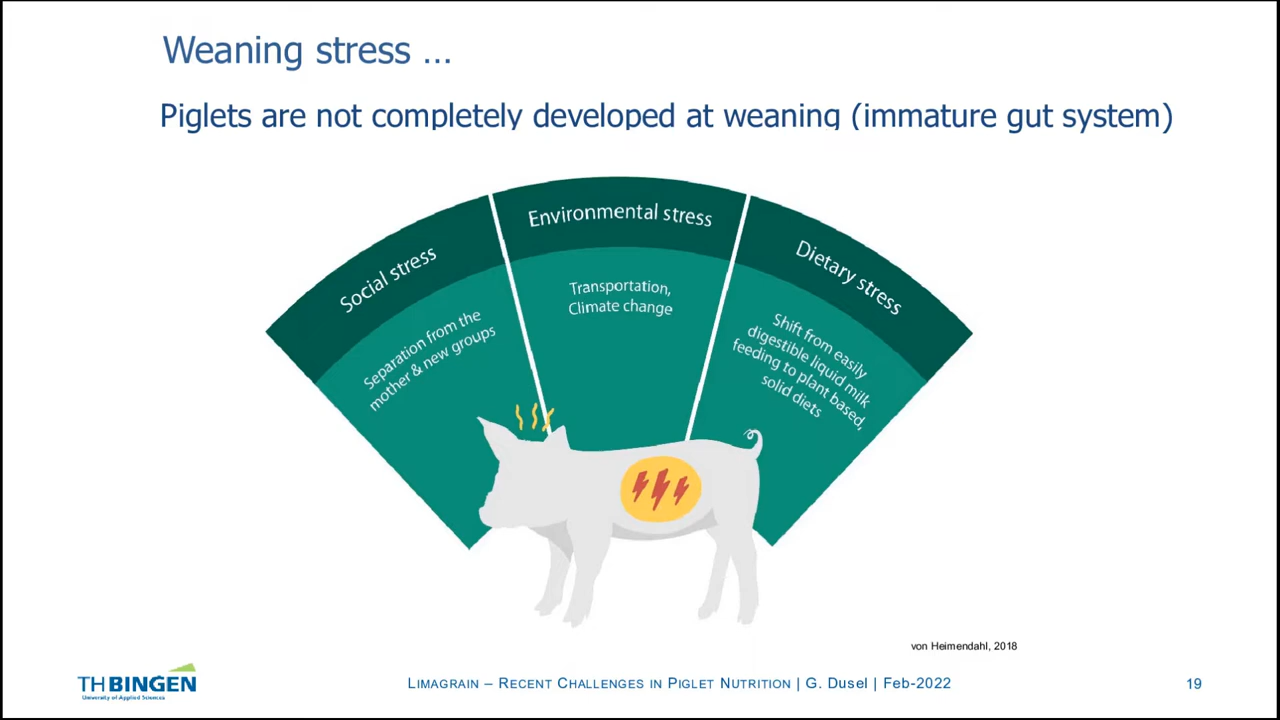 Weaning stress ...
Piglets are not completely developed at weaning (immature gut system)
Social stress
Separation from the
mother & new groups
Environmental stress
Transportation,
Climate change
Dietary stress
Shift from easily
digestible liquid milk
feeding to plant based,
solid diets
von Heimendahl, 2018
TH BINGEN
University of Applied Sciences
LIMAGRAIN – RECENT CHALLENGES IN PIGLET NUTRITION | G. Dusel | Feb-2022
19